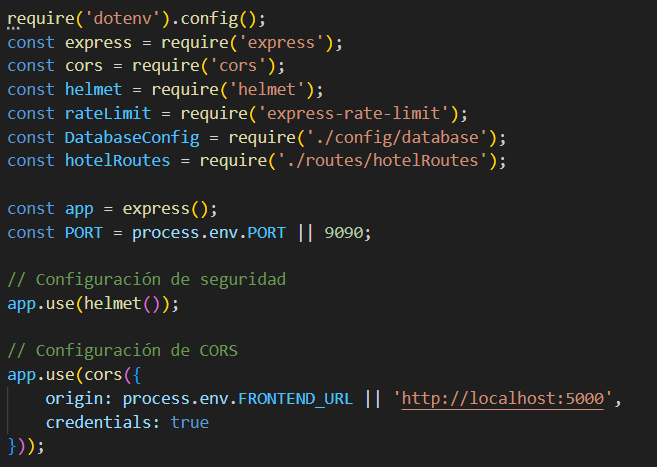 require('dotenv').config();
const express = require('express');
const cors = require('cors');
const helmet = require('helmet');
const rateLimit = require('express-rate-limit');
const DatabaseConfig = require('./config/database');
const hotelRoutes = require('./routes/hotelRoutes');

const app = express();
const PORT = process.env.PORT || 9090;

// Configuración de seguridad
app.use(helmet());

// Configuración de CORS
app.use(cors({
    origin: process.env.FRONTEND_URL || 'http://localhost:5000',
    credentials: true
}));